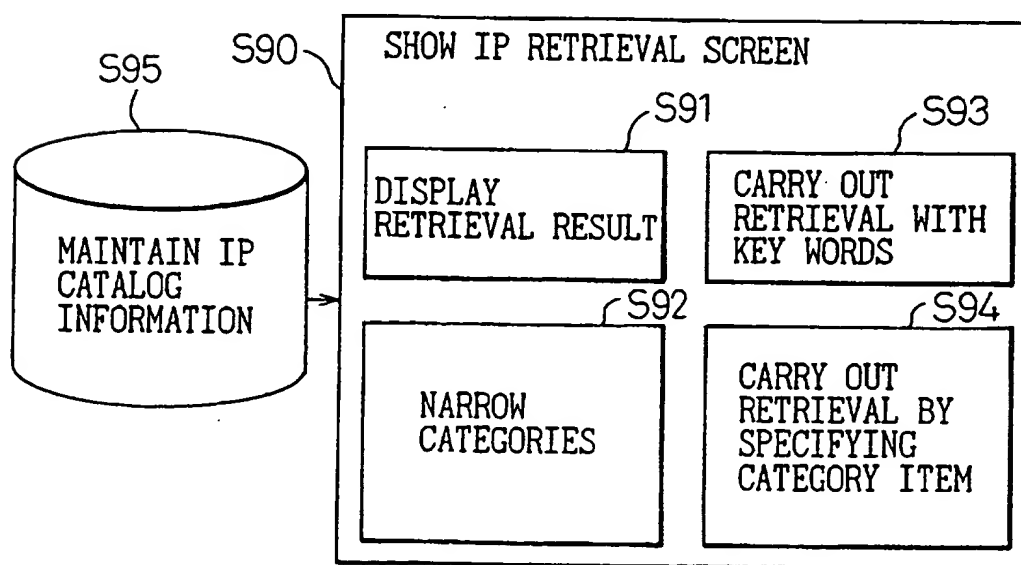 S95
MAINTAIN IP
CATALOG
INFORMATION
S90
SHOW IP RETRIEVAL SCREEN
S91
DISPLAY
RETRIEVAL RESULT
S93
CARRY OUT
RETRIEVAL WITH
KEY WORDS
S92
NARROW
CATEGORIES
S94
CARRY OUT
RETRIEVAL BY
SPECIFYING
CATEGORY ITEM